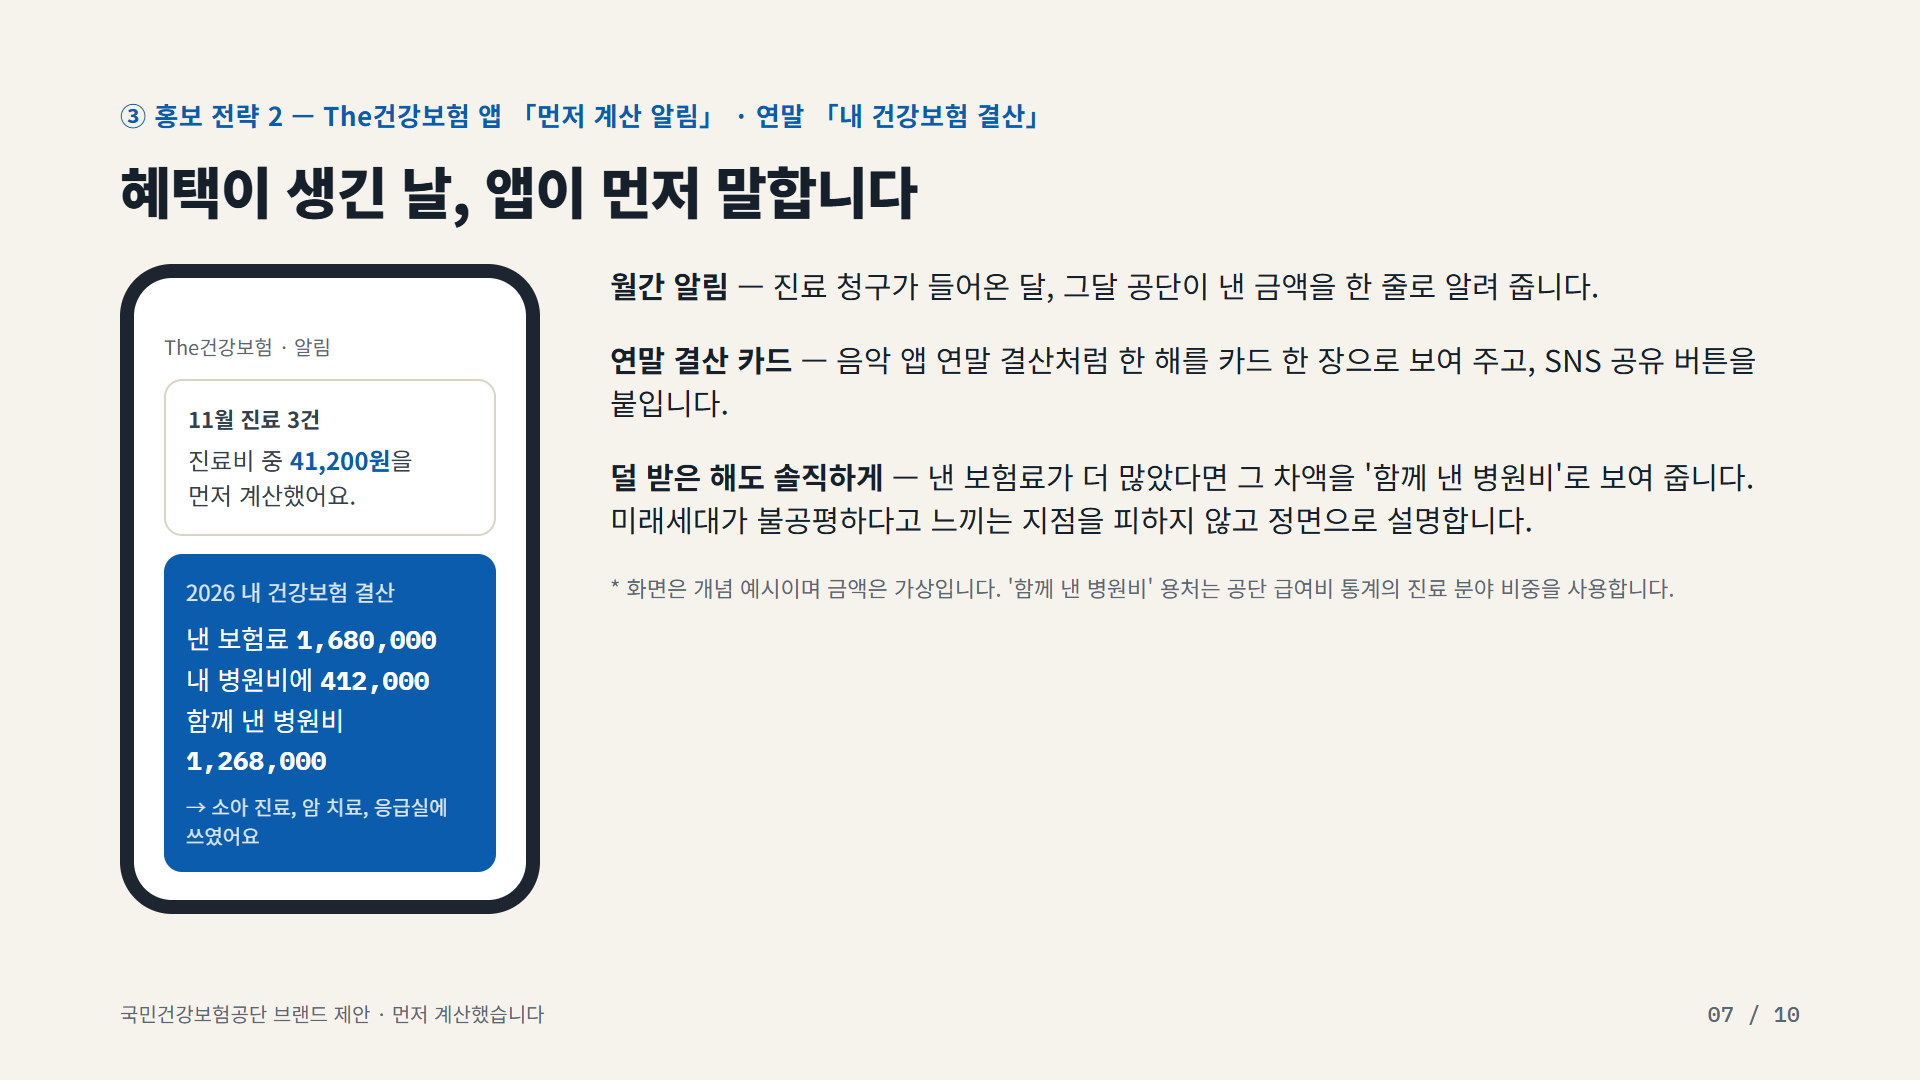 ③ 홍보 전략 2 — The건강보험 앱 「먼저 계산 알림」 · 연말 「내 건강보험 결산」
혜택이 생긴 날, 앱이 먼저 말합니다
The건강보험 · 알림
11월 진료 3건
진료비 중 41,200원을
먼저 계산했어요.
2026 내 건강보험 결산
낸 보험료 1,680,000
내 병원비에 412,000
함께 낸 병원비
1,268,000
→ 소아 진료, 암 치료, 응급실에
쓰였어요
월간 알림 — 진료 청구가 들어온 달, 그달 공단이 낸 금액을 한 줄로 알려 줍니다.
연말 결산 카드 — 음악 앱 연말 결산처럼 한 해를 카드 한 장으로 보여 주고, SNS 공유 버튼을
붙입니다.
덜 받은 해도 솔직하게 — 낸 보험료가 더 많았다면 그 차액을 '함께 낸 병원비'로 보여 줍니다.
미래세대가 불공평하다고 느끼는 지점을 피하지 않고 정면으로 설명합니다.
* 화면은 개념 예시이며 금액은 가상입니다. '함께 낸 병원비' 용처는 공단 급여비 통계의 진료 분야 비중을 사용합니다.
국민건강보험공단 브랜드 제안 · 먼저 계산했습니다
07 / 10